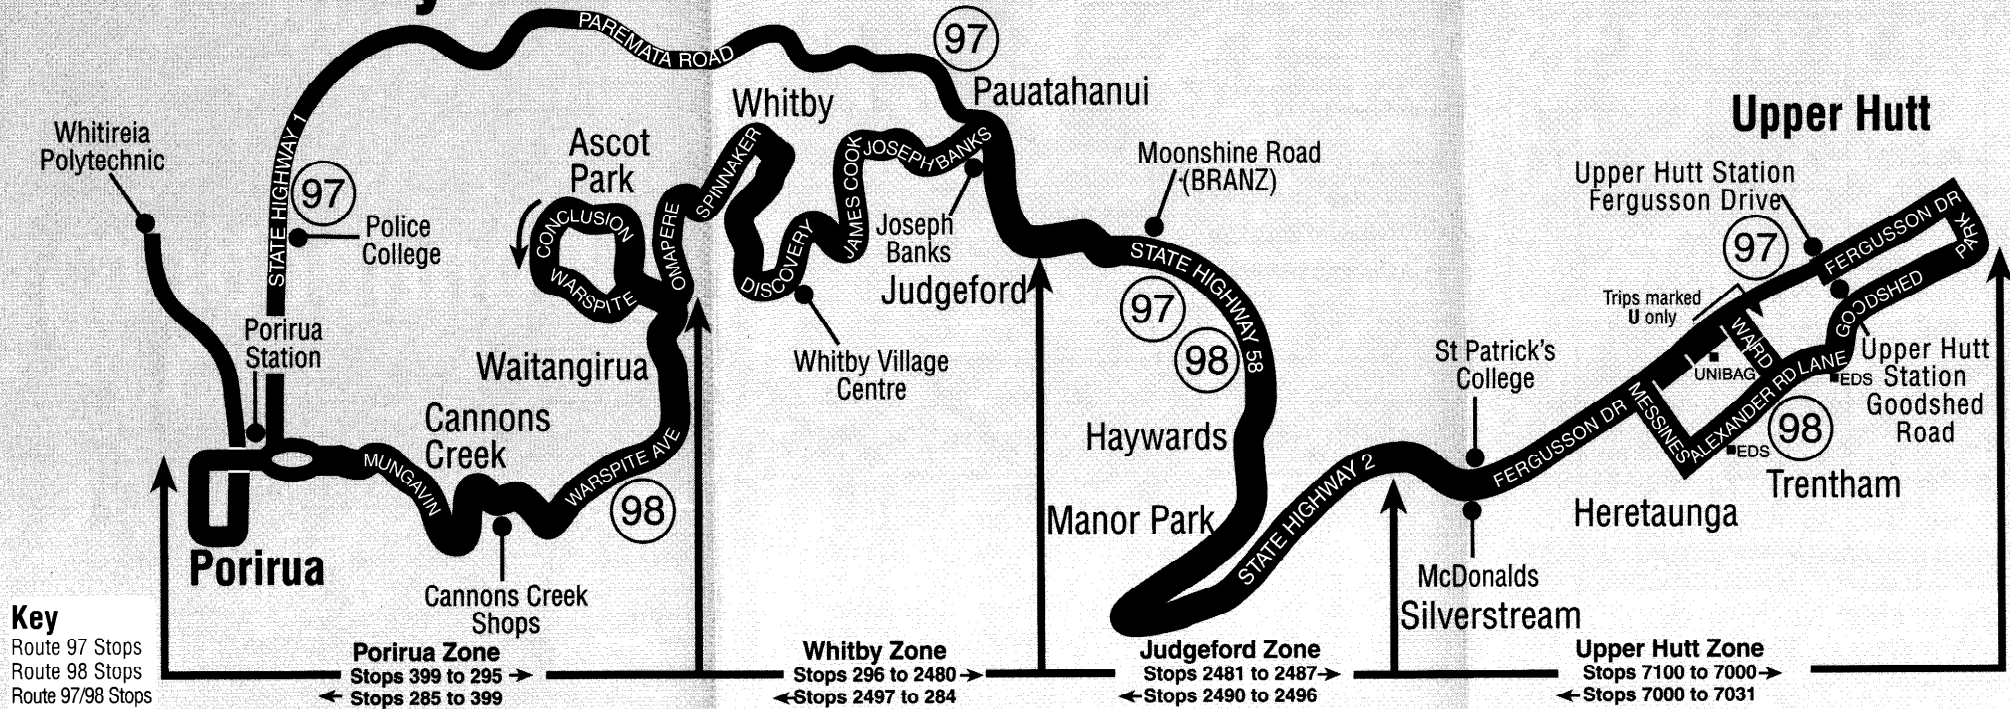 PAREMATA ROAD
97
Pauatahanui
Whitby
Upper Hutt
Whitireia
Polytechnic
STATE HIGHWAY 1
97
Police
College
Ascot
Park
CONCLUSION
WARSPITE
OMAPERE
SPINNAKER
DISCOVERY
JAMES COOK
JOSEPH BANKS
Joseph
Banks
Judgeford
Moonshine Road
(BRANZ)
STATE HIGHWAY 58
97
98
Upper Hutt Station
Fergusson Drive
97
FERGUSSON DR
PARK
GOODSHED
Trips marked
U only
WARD
UNIBAG
LANE
EDS
Upper Hutt
Station
Goodshed
Road
Porirua
Station
Waitangirua
Whitby Village
Centre
St Patrick's
College
Cannons
Creek
MUNGAVIN
WARSPITE AVE
98
Haywards
Manor Park
STATE HIGHWAY 2
FERGUSSON DR
MESSINES
ALEXANDER RD
EDS
98
Trentham
Heretaunga
Porirua
Cannons Creek
Shops
McDonalds
Silverstream
Key
Route 97 Stops
Route 98 Stops
Route 97/98 Stops
Porirua Zone
Stops 399 to 295
Stops 285 to 399
Whitby Zone
Stops 296 to 2480
Stops 2497 to 284
Judgeford Zone
Stops 2481 to 2487
Stops 2490 to 2496
Upper Hutt Zone
Stops 7100 to 7000
Stops 7000 to 7031